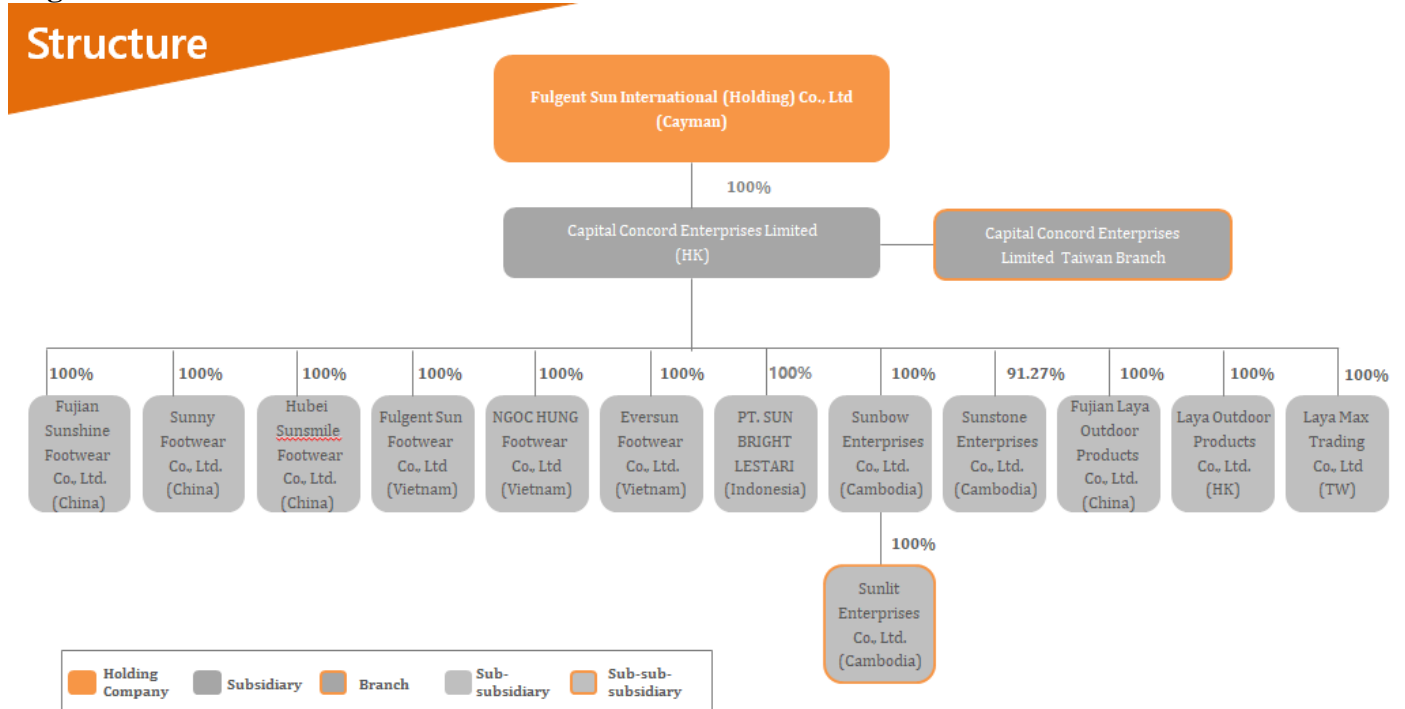 Structure
Fulgent Sun International (Holding) Co., Ltd
(Cayman)
100%
Capital Concord Enterprises Limited
(HK)
Capital Concord Enterprises
Limited Taiwan Branch
100%
Fujian
Sunshine
Footwear
Co., Ltd.
(China)
100%
Sunny
Footwear
Co., Ltd.
(China)
100%
Hubei
Sunsmile
Footwear
Co., Ltd.
(China)
100%
Fulgent Sun
Footwear
Co., Ltd
(Vietnam)
100%
NGOC HUNG
Footwear
Co., Ltd
(Vietnam)
100%
Eversun
Footwear
Co., Ltd.
(Vietnam)
100%
PT. SUN
BRIGHT
LESTARI
(Indonesia)
100%
Sunbow
Enterprises
Co., Ltd.
(Cambodia)
91.27%
Sunstone
Enterprises
Co., Ltd.
(Cambodia)
100%
Fujian Laya
Outdoor
Products
Co., Ltd.
(China)
100%
Laya Outdoor
Products
Co., Ltd.
(HK)
100%
Laya Max
Trading
Co., Ltd
(TW)
100%
Sunlit
Enterprises
Co., Ltd.
(Cambodia)
Holding
Company
Subsidiary
Branch
Sub-
subsidiary
Sub-sub-
subsidiary